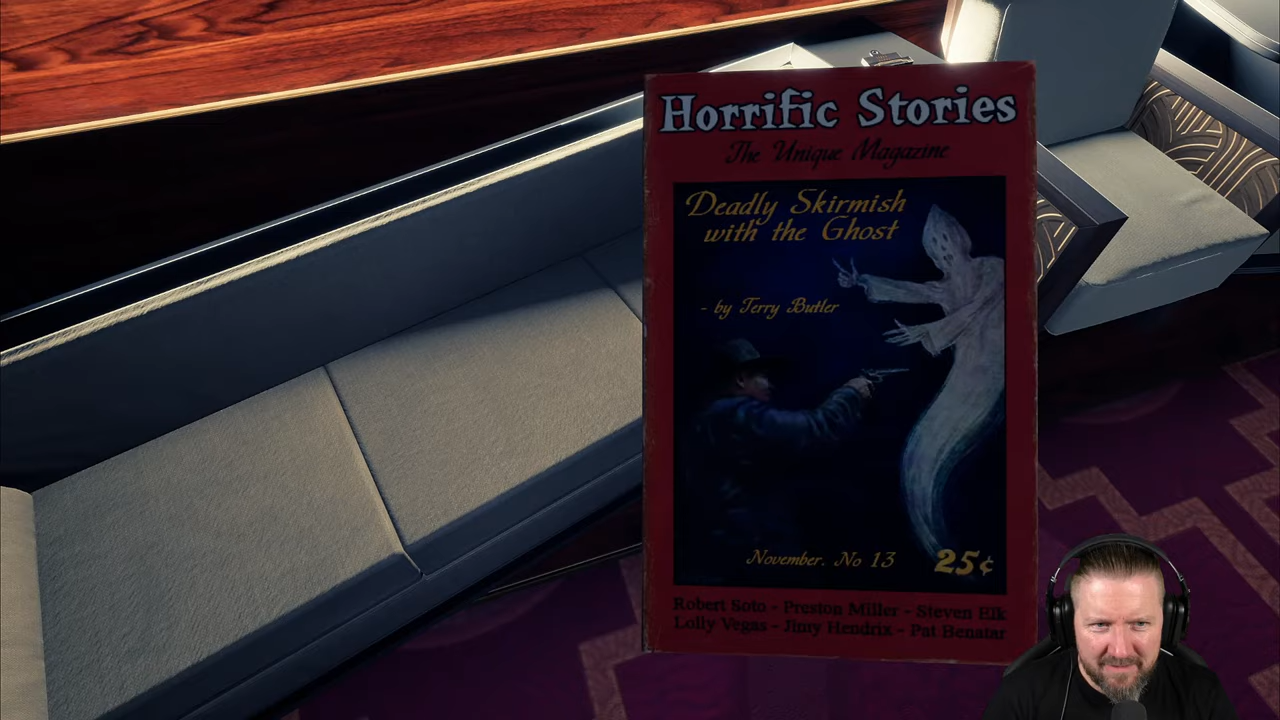 Horrific Stories
The Unique Magazine
Deadly Skirmish
with the Ghost
- by Terry Butler
November. No 13
25¢
Robert Soto - Preston Miller - Steven Elk
Lolly Vegas - Jimy Hendrix - Pat Benatar